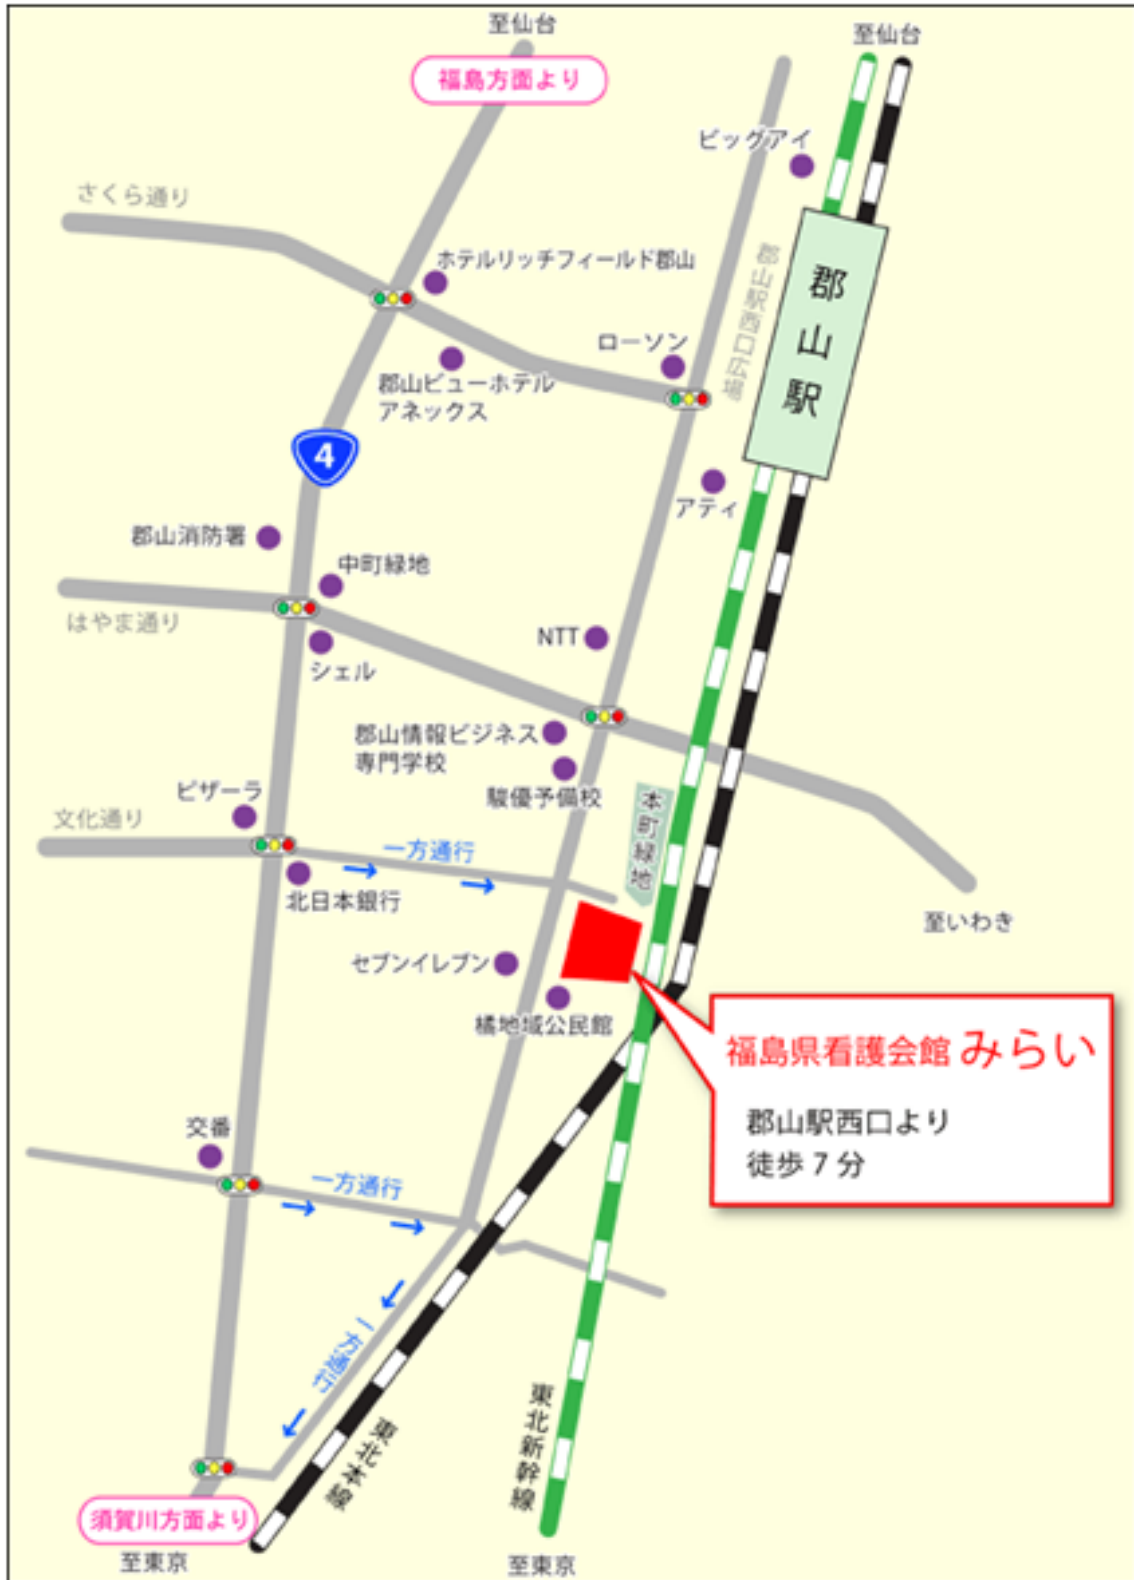 至仙台
至仙台
福島方面より
ビッグアイ
さくら通り
ホテルリッチフィールド郡山
郡山駅西口広場
郡山駅
ローソン
郡山ビューホテル
アネックス
4
アティ
郡山消防署
中町緑地
はやま通り
シェル
NTT
郡山情報ビジネス
専門学校
駿優予備校
ピザーラ
本町緑地
文化通り
一方通行
北日本銀行
至いわき
セブンイレブン
橘地域公民館
福島県看護会館 みらい
郡山駅西口より
徒歩7分
交番
一方通行
一方通行
東北本線
東北新幹線
須賀川方面より
至東京
至東京